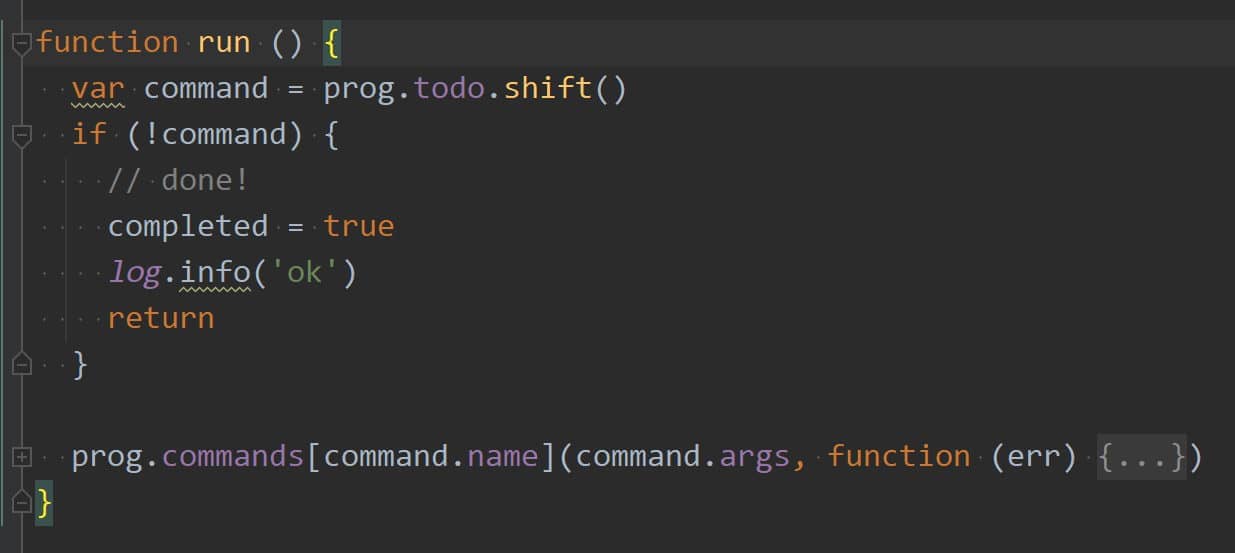 function run () {
  var command = prog.todo.shift()
  if (!command) {
    // done!
    completed = true
    log.info('ok')
    return
  }

  prog.commands[command.name](command.args, function (err) {...})
}